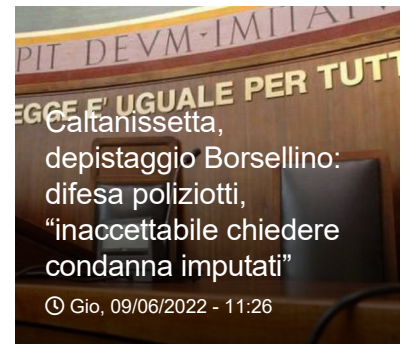 PIT DEVM·IMITAT
EGGE E' UGUALE PER TUTT
Caltanissetta,
depistaggio Borsellino:
difesa poliziotti,
“inaccettabile chiedere
condanna imputati”
Gio, 09/06/2022 - 11:26